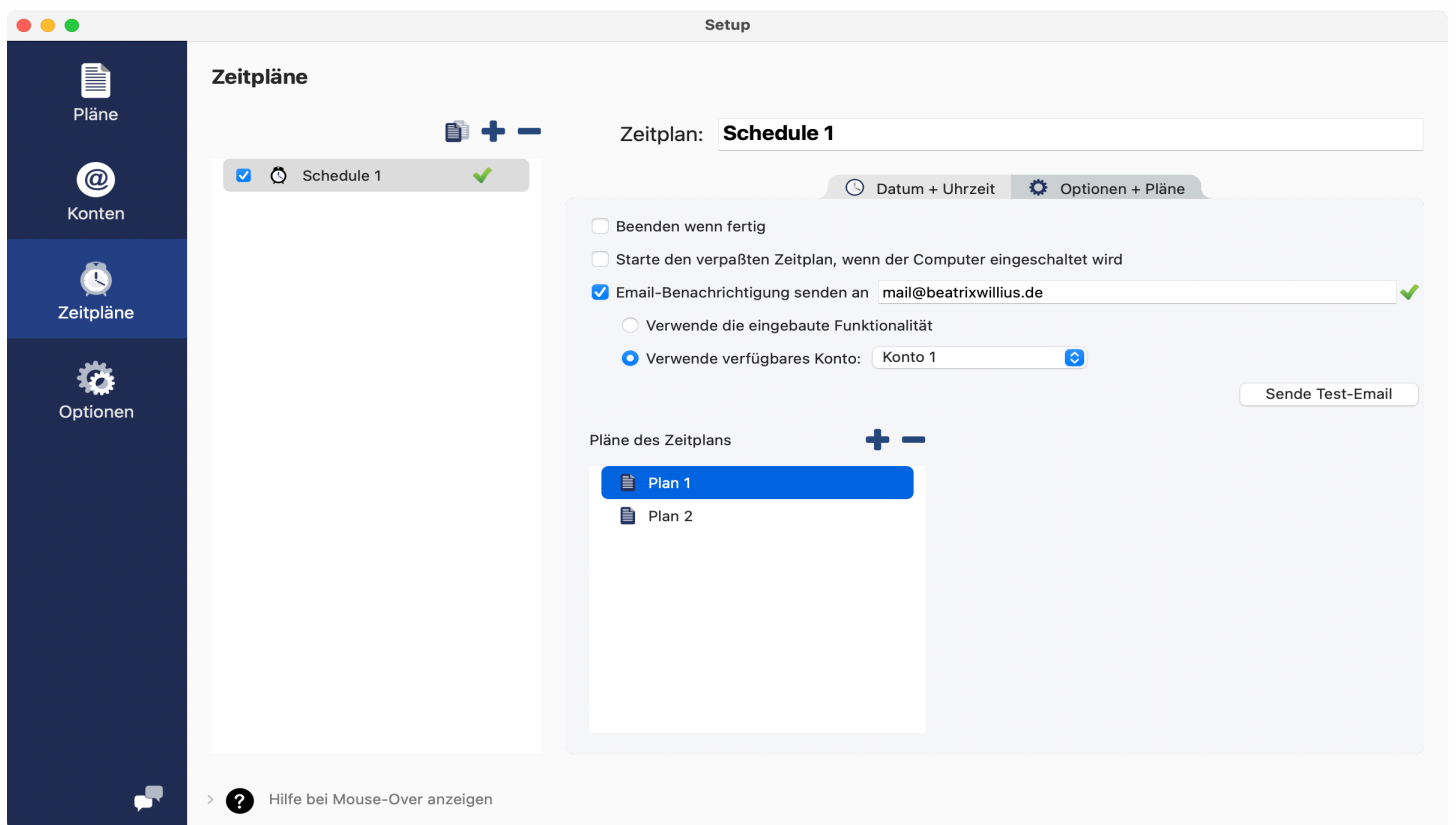 Setup
Pläne
Konten
Zeitpläne
Optionen
Zeitpläne
Schedule 1
Zeitplan: Schedule 1
Datum + Uhrzeit
Optionen + Pläne
Beenden wenn fertig
Starte den verpaßten Zeitplan, wenn der Computer eingeschaltet wird
Email-Benachrichtigung senden an mail@beatrixwillius.de
Verwende die eingebaute Funktionalität
Verwende verfügbares Konto: Konto 1
Sende Test-Email
Pläne des Zeitplans
Plan 1
Plan 2
? Hilfe bei Mouse-Over anzeigen